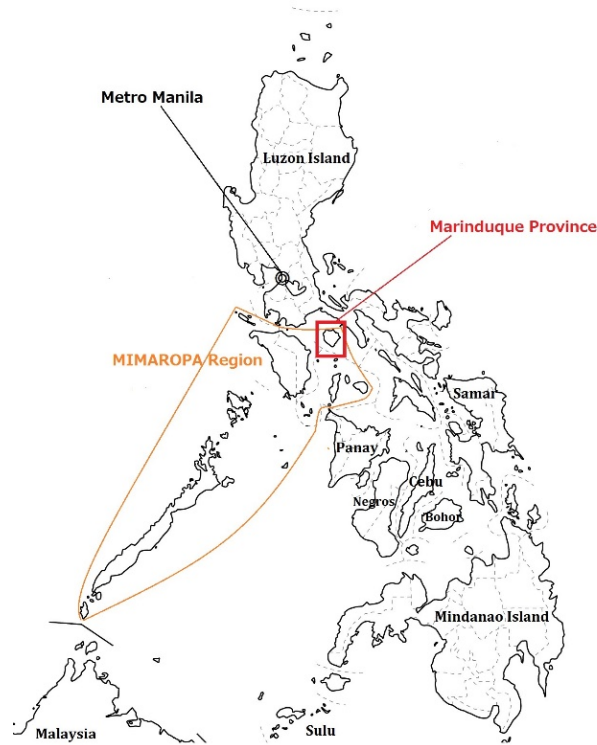 Metro Manila
Luzon Island
Marinduque Province
MIMAROPA Region
Samar
Panay
Cebu
Negros
Bohol
Mindanao Island
Sulu
Malaysia